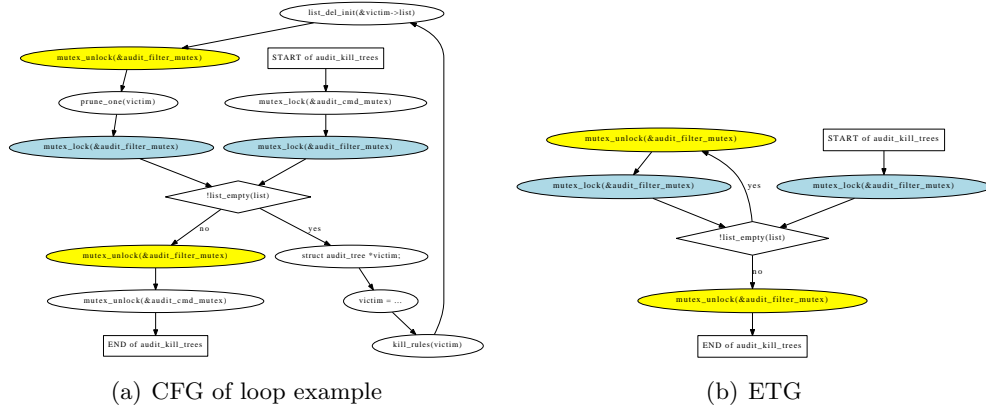 list_del_init(&victim->list)
mutex_unlock(&audit_filter_mutex)
START of audit_kill_trees
prune_one(victim)
mutex_lock(&audit_cmd_mutex)
mutex_lock(&audit_filter_mutex)
mutex_lock(&audit_filter_mutex)
!list_empty(list)
no
yes
mutex_unlock(&audit_filter_mutex)
struct audit_tree *victim;
mutex_unlock(&audit_cmd_mutex)
victim = ...
END of audit_kill_trees
kill_rules(victim)
(a) CFG of loop example
mutex_unlock(&audit_filter_mutex)
START of audit_kill_trees
mutex_lock(&audit_filter_mutex)
yes
mutex_lock(&audit_filter_mutex)
!list_empty(list)
no
mutex_unlock(&audit_filter_mutex)
END of audit_kill_trees
(b) ETG